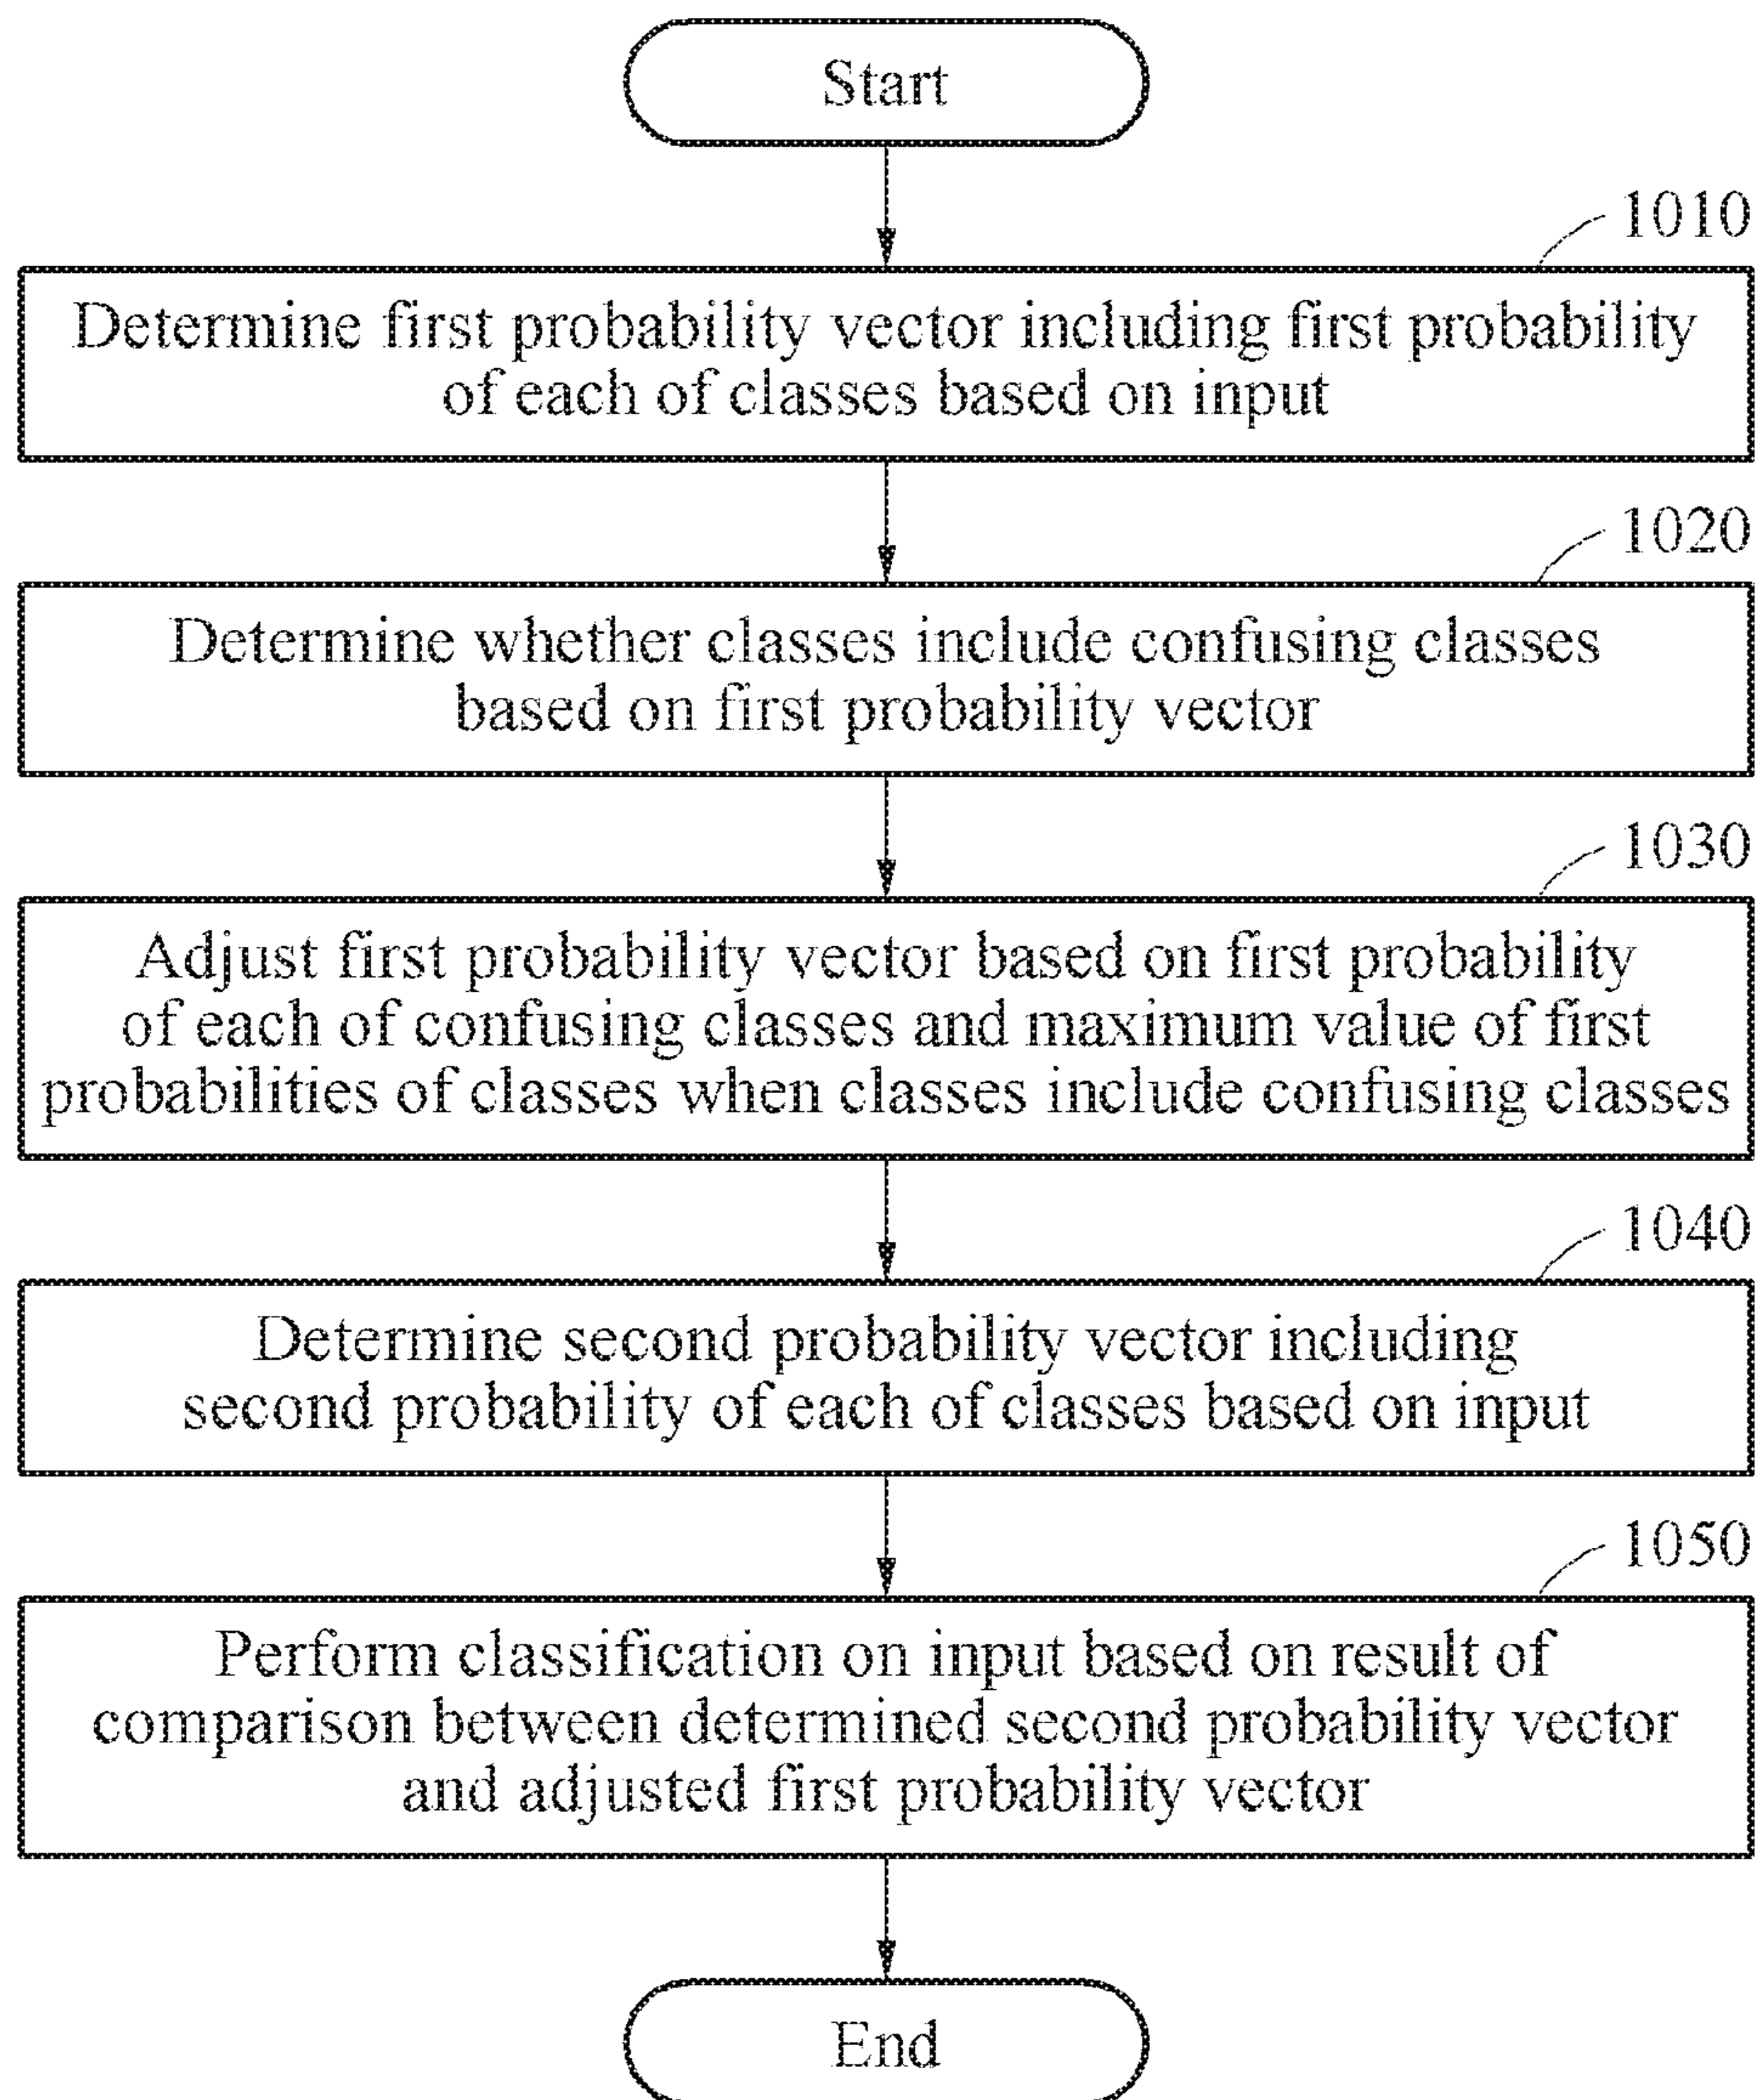 Start
1010
Determine first probability vector including first probability
of each of classes based on input
1020
Determine whether classes include confusing classes
based on first probability vector
1030
Adjust first probability vector based on first probability
of each of confusing classes and maximum value of first
probabilities of classes when classes include confusing classes
1040
Determine second probability vector including
second probability of each of classes based on input
1050
Perform classification on input based on result of
comparison between determined second probability vector
and adjusted first probability vector
End